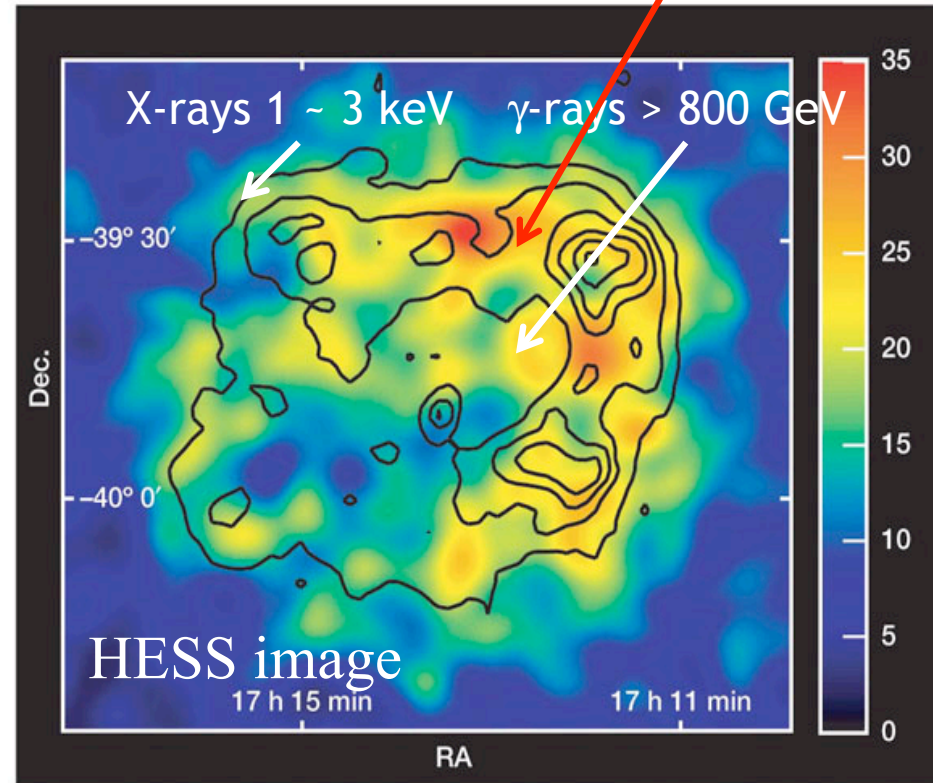 35
X-rays 1 ~ 3 keV γ-rays > 800 GeV
30
–39° 30′
25
20
Dec.
15
–40° 0′
10
5
HESS image
17 h 15 min 17 h 11 min
0
RA